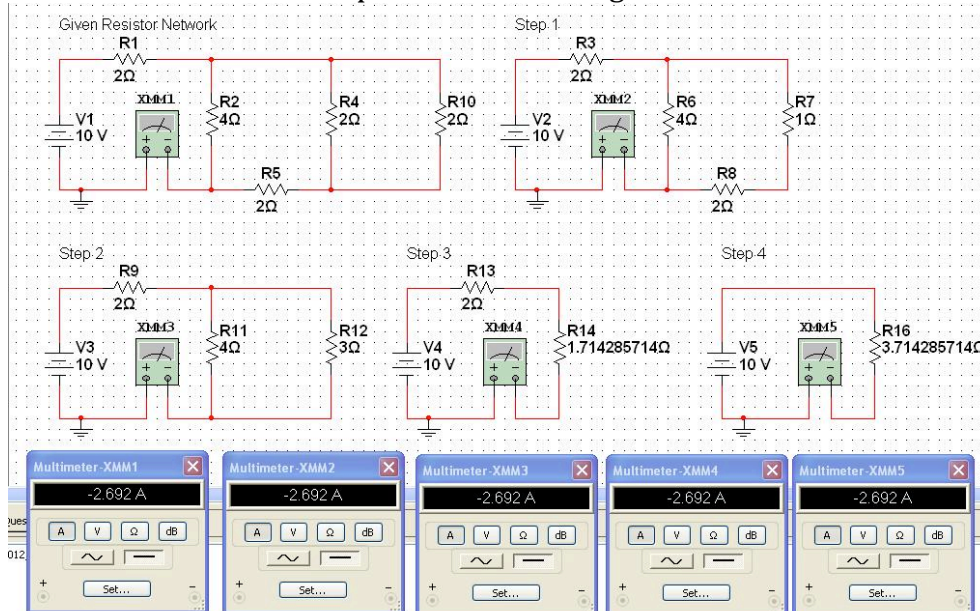 Given Resistor Network
R1
2Ω
XMM1
V1
10 V
R2
4Ω
R4
2Ω
R10
2Ω
R5
2Ω
+ −
Step 1
R3
2Ω
XMM2
V2
10 V
R6
4Ω
R7
1Ω
R8
2Ω
+ −
Step 2
R9
2Ω
XMM3
V3
10 V
R11
4Ω
R12
3Ω
+ −
Step 3
R13
2Ω
XMM4
V4
10 V
R14
1.714285714Ω
+ −
Step 4
XMM5
V5
10 V
R16
3.714285714Ω
+ −
Multimeter-XMM1
-2.692 A
A V Ω dB
Set...
+ −
Multimeter-XMM2
-2.692 A
A V Ω dB
Set...
+ −
Multimeter-XMM3
-2.692 A
A V Ω dB
Set...
+ −
Multimeter-XMM4
-2.692 A
A V Ω dB
Set...
+ −
Multimeter-XMM5
-2.692 A
A V Ω dB
Set...
+ −